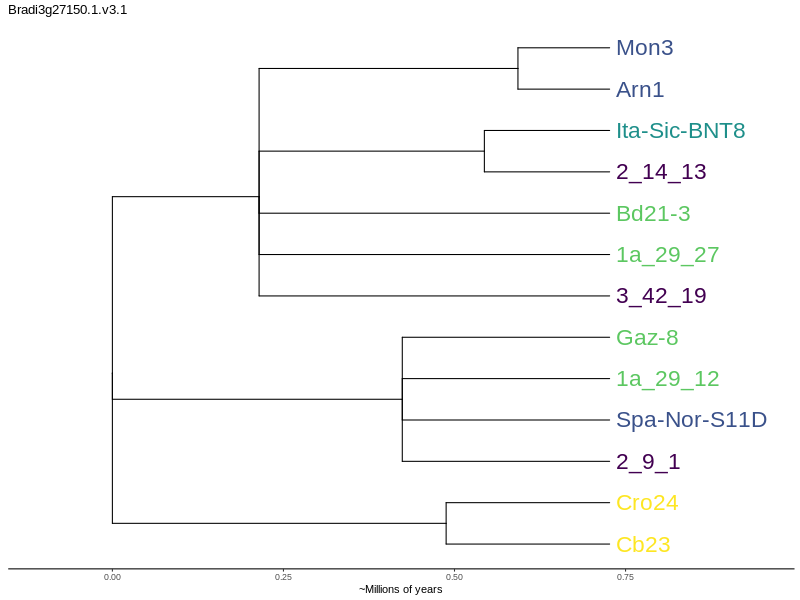 Bradi3g27150.1.v3.1
Mon3
Arn1
Ita-Sic-BNT8
2_14_13
Bd21-3
1a_29_27
3_42_19
Gaz-8
1a_29_12
Spa-Nor-S11D
2_9_1
Cro24
Cb23
0.00 0.25 0.50 0.75
~Millions of years